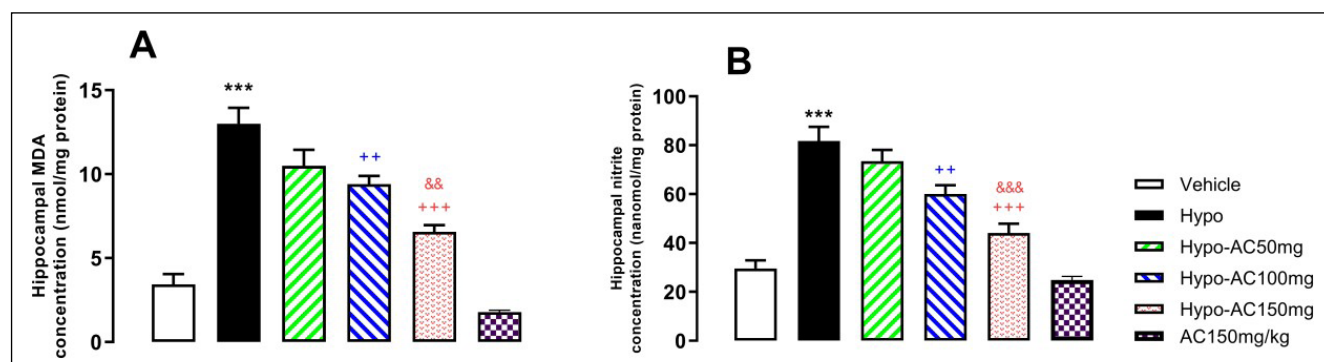 A
Hippocampal MDA
concentration (nmol/mg protein)
15
10
5
0
***
++
&&
+++
B
Hippocampal nitrite
concentration (nanomol/mg protein)
100
80
60
40
20
0
***
++
&&&
+++
Vehicle
Hypo
Hypo-AC50mg
Hypo-AC100mg
Hypo-AC150mg
AC150mg/kg